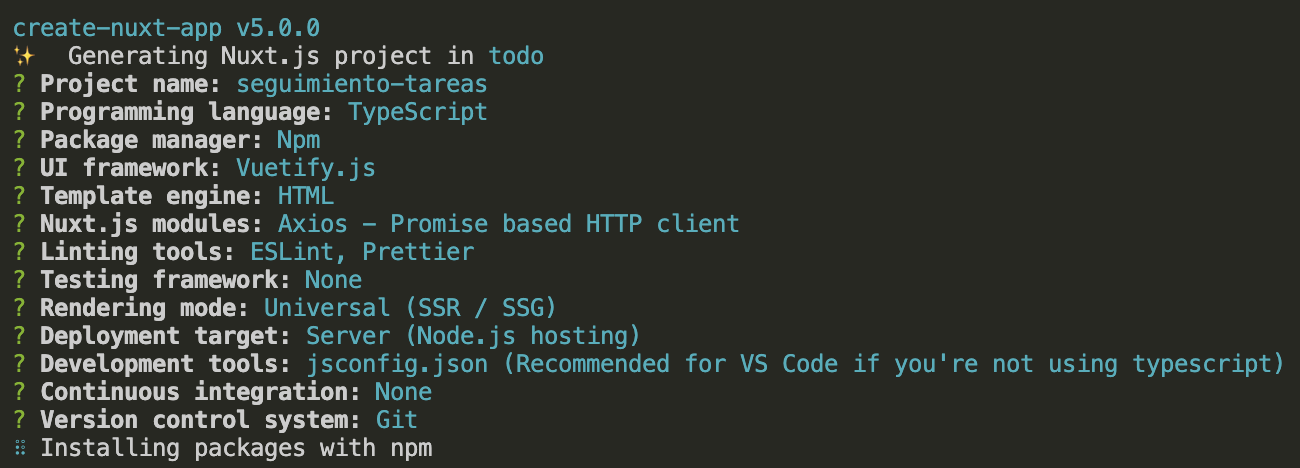 create-nuxt-app v5.0.0
✨ Generating Nuxt.js project in todo
? Project name: seguimiento-tareas
? Programming language: TypeScript
? Package manager: Npm
? UI framework: Vuetify.js
? Template engine: HTML
? Nuxt.js modules: Axios - Promise based HTTP client
? Linting tools: ESLint, Prettier
? Testing framework: None
? Rendering mode: Universal (SSR / SSG)
? Deployment target: Server (Node.js hosting)
? Development tools: jsconfig.json (Recommended for VS Code if you're not using typescript)
? Continuous integration: None
? Version control system: Git
⠿ Installing packages with npm